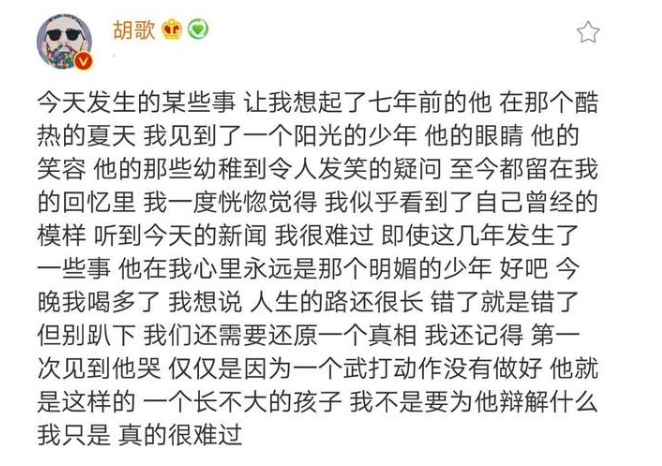 胡歌
今天发生的某些事 让我想起了七年前的他 在那个酷
热的夏天 我见到了一个阳光的少年 他的眼睛 他的
笑容 他的那些幼稚到令人发笑的疑问 至今都留在我
的回忆里 我一度恍惚觉得 我似乎看到了自己曾经的
模样 听到今天的新闻 我很难过 即使这几年发生了
一些事 他在我心里永远是那个明媚的少年 好吧 今
晚我喝多了 我想说 人生的路还很长 错了就是错了
但别趴下 我们还需要还原一个真相 我还记得 第一
次见到他哭 仅仅是因为一个武打动作没有做好 他就
是这样的 一个长不大的孩子 我不是要为他辩解什么
我只是 真的很难过